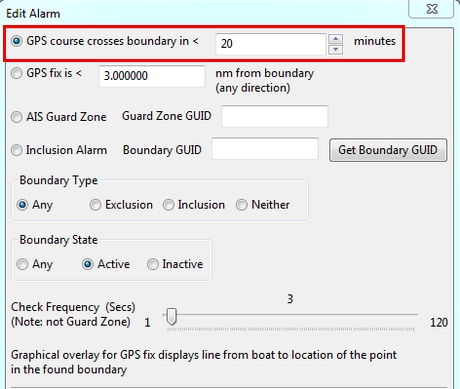 Edit Alarm
GPS course crosses boundary in < 20 minutes
GPS fix is < 3.000000 nm from boundary
(any direction)
AIS Guard Zone Guard Zone GUID
Inclusion Alarm Boundary GUID Get Boundary GUID
Boundary Type
Any Exclusion Inclusion Neither
Boundary State
Any Active Inactive
3
Check Frequency (Secs)
(Note: not Guard Zone) 1 120
Graphical overlay for GPS fix displays line from boat to location of the point
in the found boundary